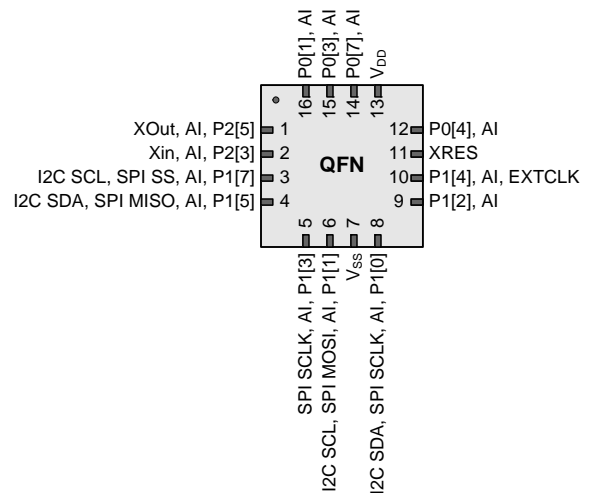 P0[1], AI
P0[3], AI
P0[7], AI
VDD
16
15
14
13
XOut, AI, P2[5]
1
Xin, AI, P2[3]
2
I2C SCL, SPI SS, AI, P1[7]
3
I2C SDA, SPI MISO, AI, P1[5]
4
QFN
12
P0[4], AI
11
XRES
10
P1[4], AI, EXTCLK
9
P1[2], AI
5
6
7
8
SPI SCLK, AI, P1[3]
I2C SCL, SPI MOSI, AI, P1[1]
VSS
I2C SDA, SPI SCLK, AI, P1[0]